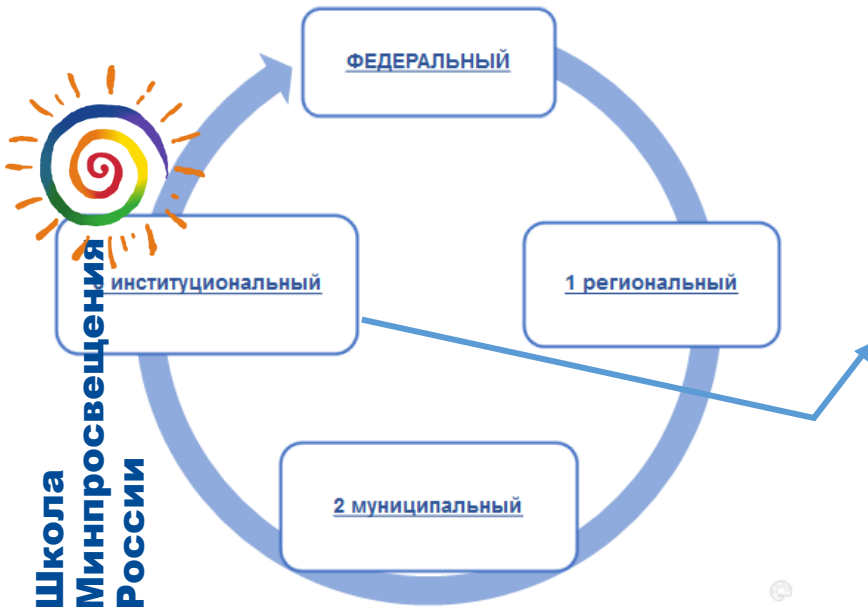 ФЕДЕРАЛЬНЫЙ
институциональный
1 региональный
2 муниципальный
Школа
Минпросвещения
России